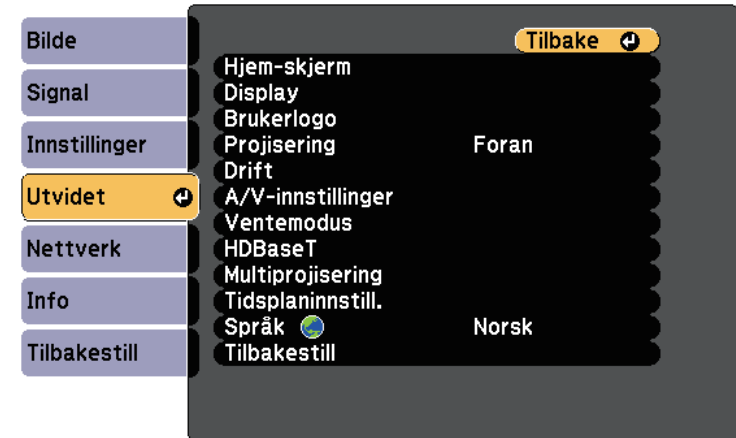 Bilde
Signal
Innstillinger
Utvidet
Nettverk
Info
Tilbakestill
Tilbake
Hjem-skjerm
Display
Brukerlogo
Projisering Foran
Drift
A/V-innstillinger
Ventemodus
HDBaseT
Multiprojisering
Tidsplaninnstill.
Språk Norsk
Tilbakestill